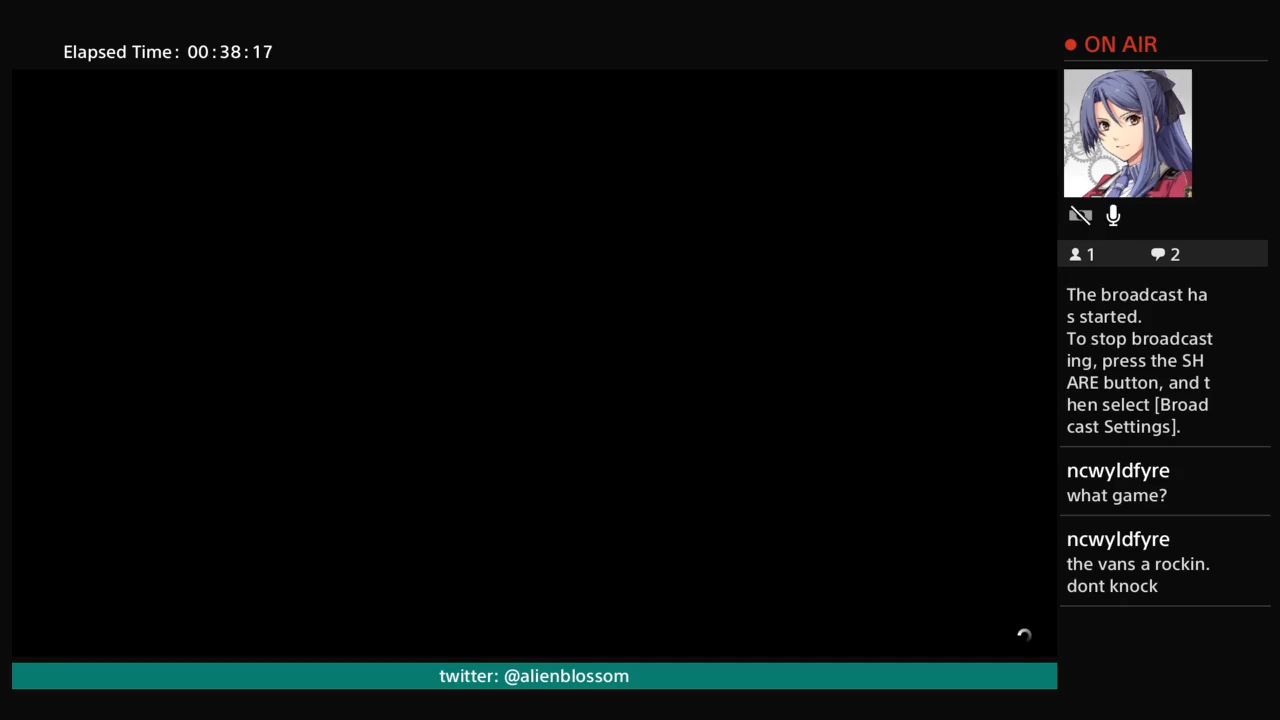 Elapsed Time: 00:38:17
ON AIR
1 2
The broadcast ha
s started.
To stop broadcast
ing, press the SH
ARE button, and t
hen select [Broad
cast Settings].
ncwyldfyre
what game?
ncwyldfyre
the vans a rockin.
dont knock
twitter: @alienblossom